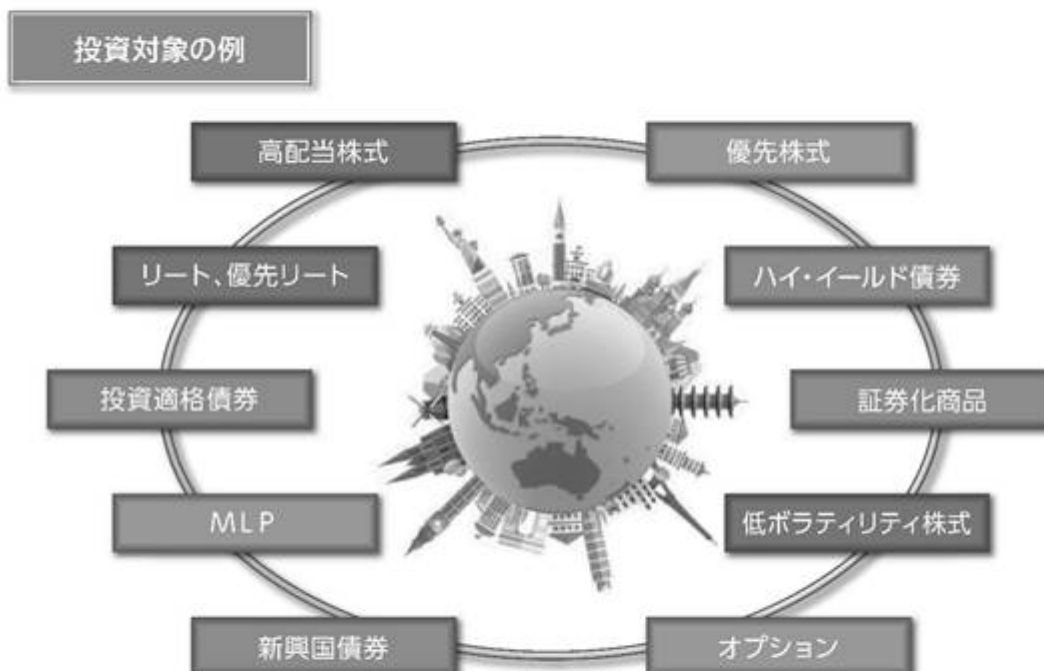 投資対象の例
高配当株式
優先株式
リート、優先リート
ハイ・イールド債券
投資適格債券
証券化商品
MLP
低ボラティリティ株式
新興国債券
オプション